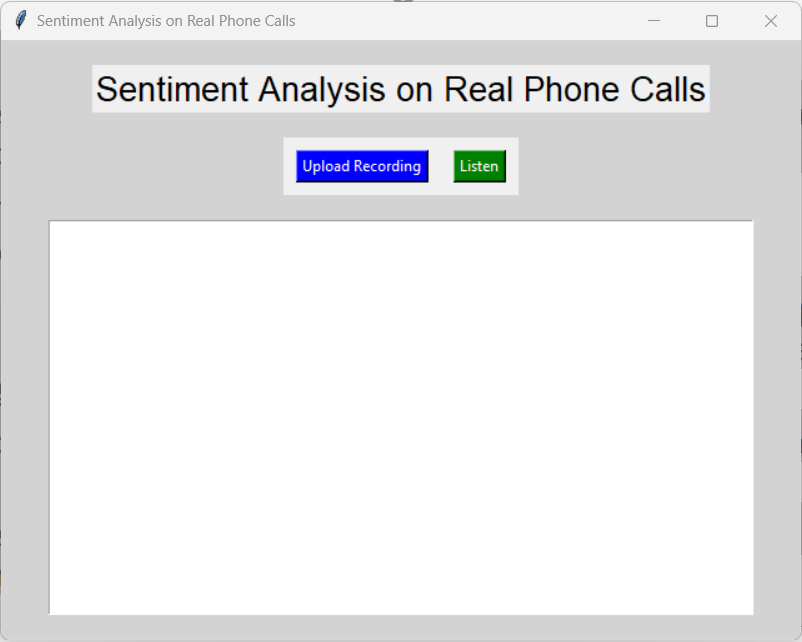 Sentiment Analysis on Real Phone Calls
Sentiment Analysis on Real Phone Calls
Upload Recording Listen